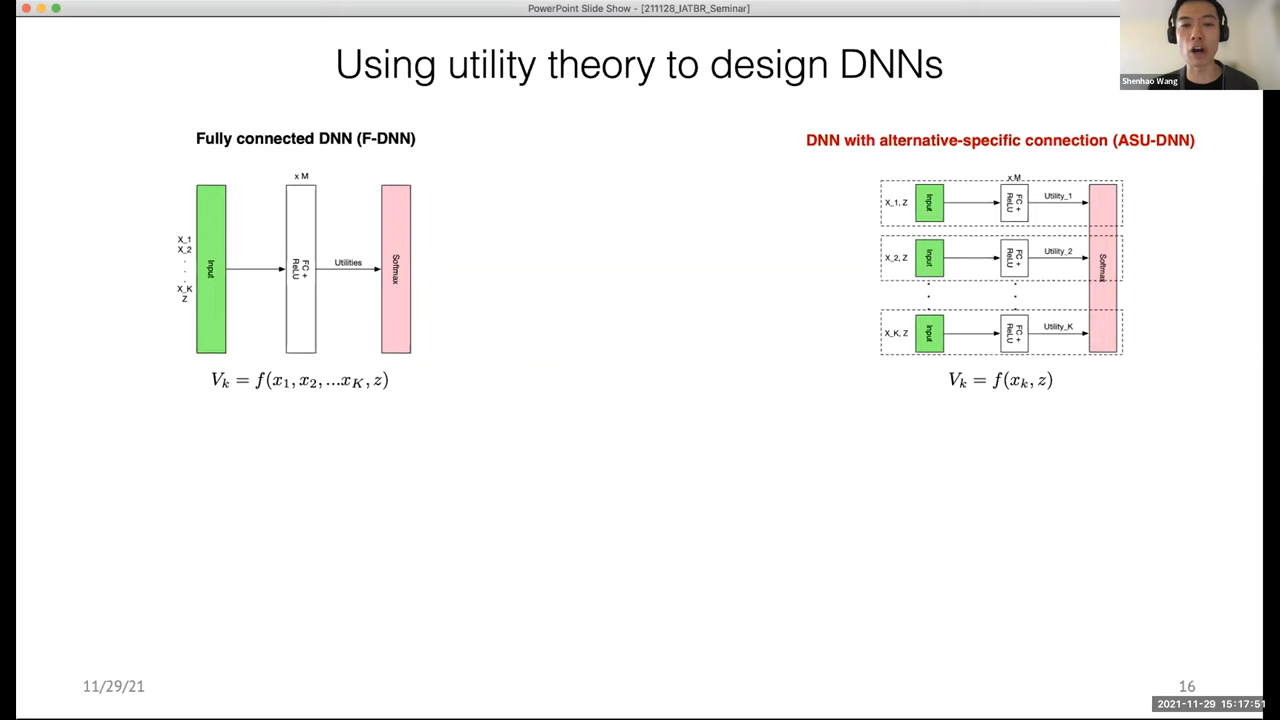 PowerPoint Slide Show - [211128_IATBR_Seminar]
Shenhao Wang
Using utility theory to design DNNs
Fully connected DNN (F-DNN)
x M
X_1
X_2
.
.
.
X_K
Z
Input
FC +
ReLU
Utilities
Softmax
V_k = f(x_1, x_2, ...x_K, z)
DNN with alternative-specific connection (ASU-DNN)
x M
X_1, Z
Input
FC +
ReLU
Utility_1
X_2, Z
Input
FC +
ReLU
Utility_2
Softmax
X_K, Z
Input
FC +
ReLU
Utility_K
V_k = f(x_k, z)
11/29/21
16
2021-11-29 15:17:51